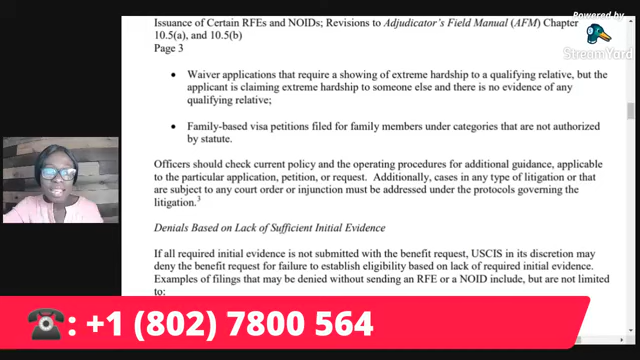 Issuance of Certain RFEs and NOIDs; Revisions to Adjudicator's Field Manual (AFM) Chapter
10.5(a), and 10.5(b)
Page 3
Powered by
StreamYard
• Waiver applications that require a showing of extreme hardship to a qualifying relative, but the
applicant is claiming extreme hardship to someone else and there is no evidence of any
qualifying relative;
• Family-based visa petitions filed for family members under categories that are not authorized
by statute.
Officers should check current policy and the operating procedures for additional guidance, applicable
to the particular application, petition, or request. Additionally, cases in any type of litigation or that
are subject to any court order or injunction must be addressed under the protocols governing the
litigation.3
Denials Based on Lack of Sufficient Initial Evidence
If all required initial evidence is not submitted with the benefit request, USCIS in its discretion may
deny the benefit request for failure to establish eligibility based on lack of required initial evidence.
Examples of filings that may be denied without sending an RFE or a NOID include, but are not limited
to:
: +1 (802) 7800 564